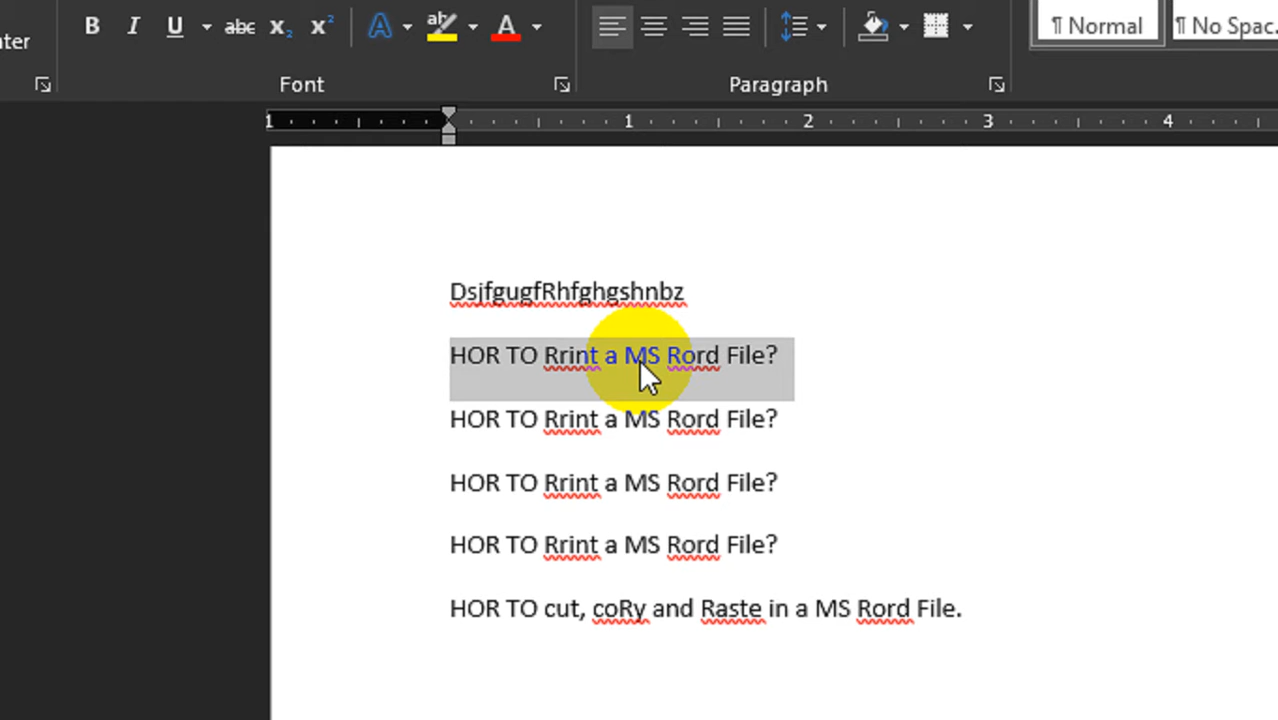 nter
B I U abc x₂ x² A ab A
Font
Paragraph
¶ Normal
¶ No Spac...
1 1 2 3 4
DsjfgugfRhfghgshnbz
HOR TO Rrint a MS Rord File?
HOR TO Rrint a MS Rord File?
HOR TO Rrint a MS Rord File?
HOR TO Rrint a MS Rord File?
HOR TO cut, coRy and Raste in a MS Rord File.